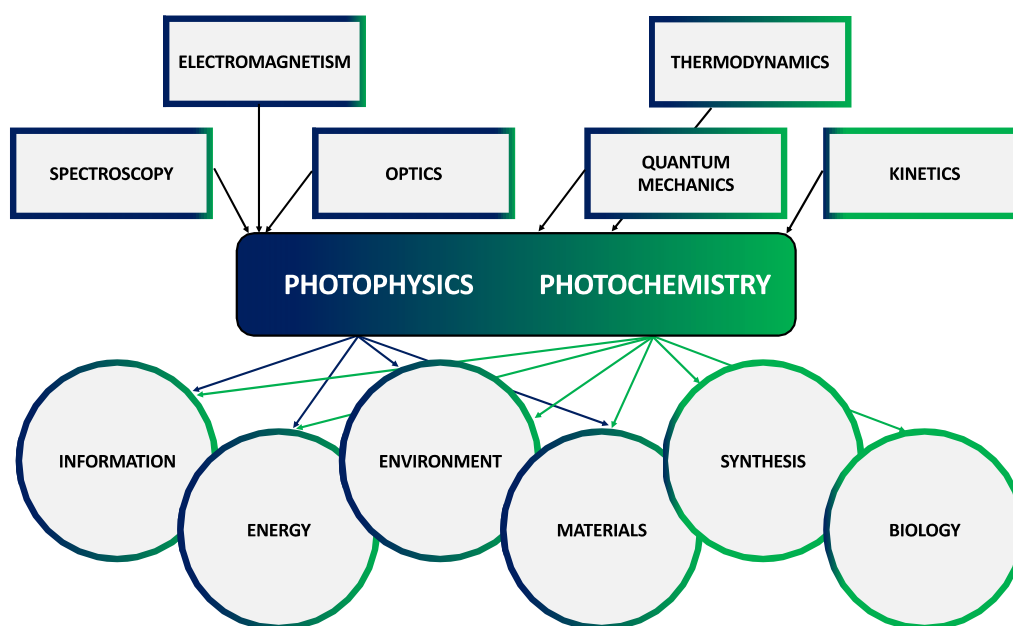 ELECTROMAGNETISM
THERMODYNAMICS
SPECTROSCOPY
OPTICS
QUANTUM
MECHANICS
KINETICS
PHOTOPHYSICS
PHOTOCHEMISTRY
INFORMATION
ENERGY
ENVIRONMENT
MATERIALS
SYNTHESIS
BIOLOGY